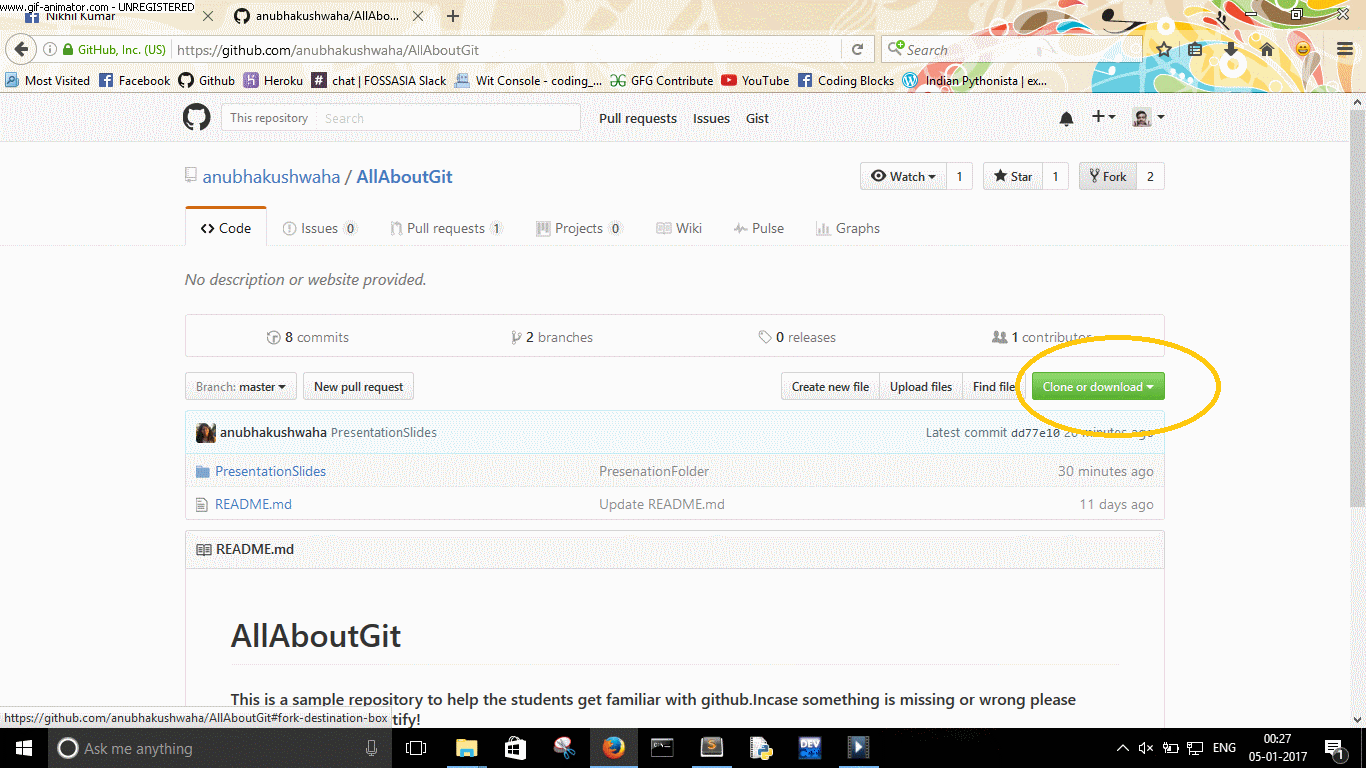 www.gif-animator.com - UNREGISTERED
Nikhil Kumar
anubhakushwaha/AllAbo...
GitHub, Inc. (US)
https://github.com/anubhakushwaha/AllAboutGit
Search
Most Visited Facebook Github Heroku chat | FOSSASIA Slack Wit Console - coding_... GFG Contribute YouTube Coding Blocks Indian Pythonista | ex...
This repository Search Pull requests Issues Gist
anubhakushwaha / AllAboutGit
Watch 1 Star 1 Fork 2
Code Issues 0 Pull requests 1 Projects 0 Wiki Pulse Graphs
No description or website provided.
8 commits 2 branches 0 releases 1 contributor
Branch: master New pull request Create new file Upload files Find file Clone or download
anubhakushwaha PresentationSlides Latest commit dd77e10 20 minutes ago
PresentationSlides PresenationFolder 30 minutes ago
README.md Update README.md 11 days ago
README.md
AllAboutGit
This is a sample repository to help the students get familiar with github.Incase something is missing or wrong please
tify!
https://github.com/anubhakushwaha/AllAboutGit#fork-destination-box
Ask me anything
DEV
ENG
00:27
05-01-2017
1